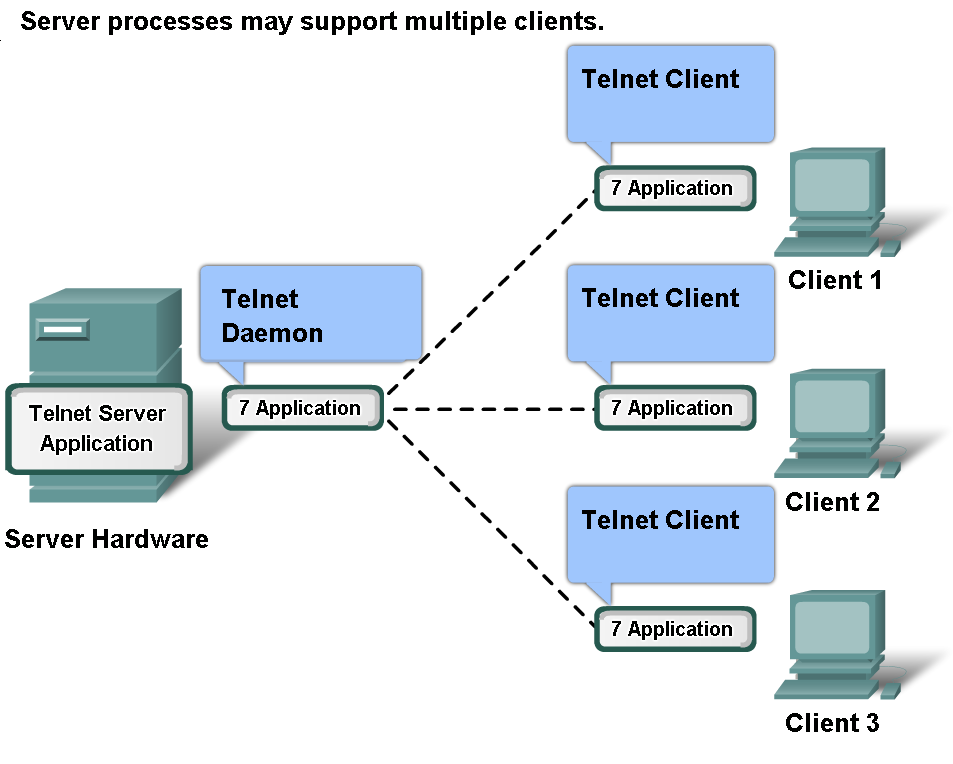 Server processes may support multiple clients.
Telnet Client
7 Application
Client 1
Telnet
Daemon
7 Application
Telnet Server
Application
Server Hardware
Telnet Client
7 Application
Client 2
Telnet Client
7 Application
Client 3